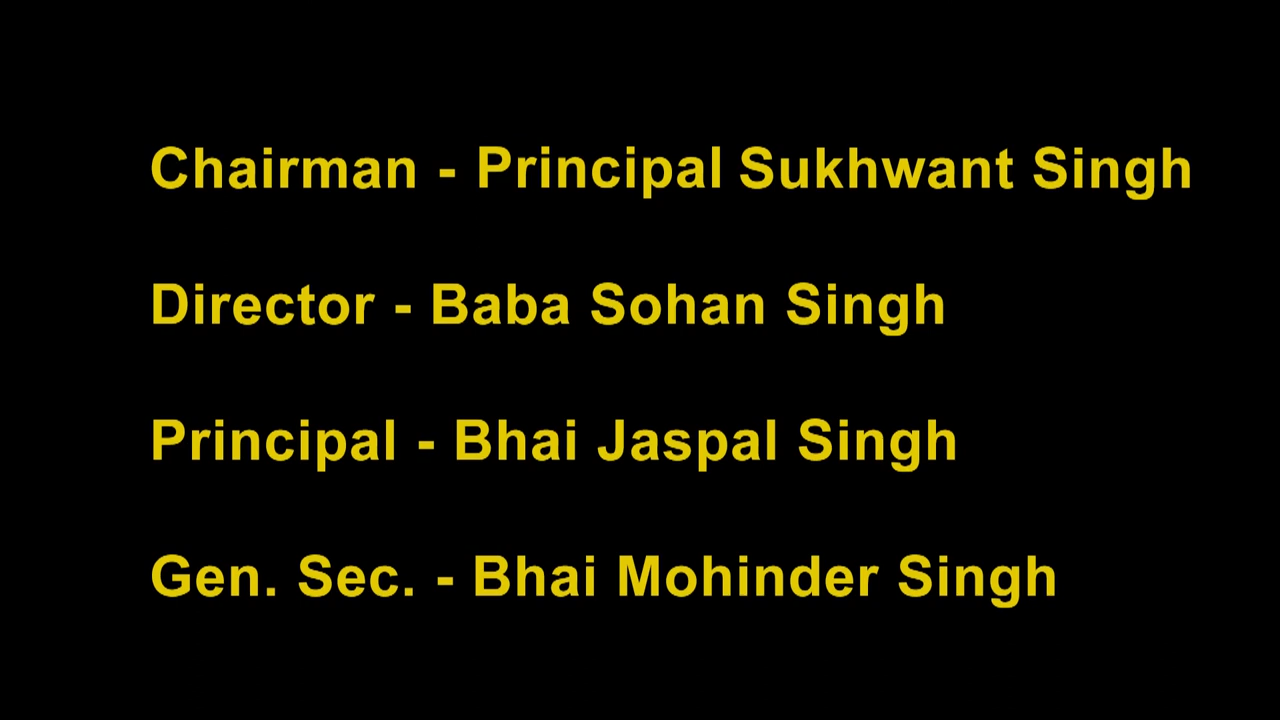 Chairman - Principal Sukhwant Singh
Director - Baba Sohan Singh
Principal - Bhai Jaspal Singh
Gen. Sec. - Bhai Mohinder Singh